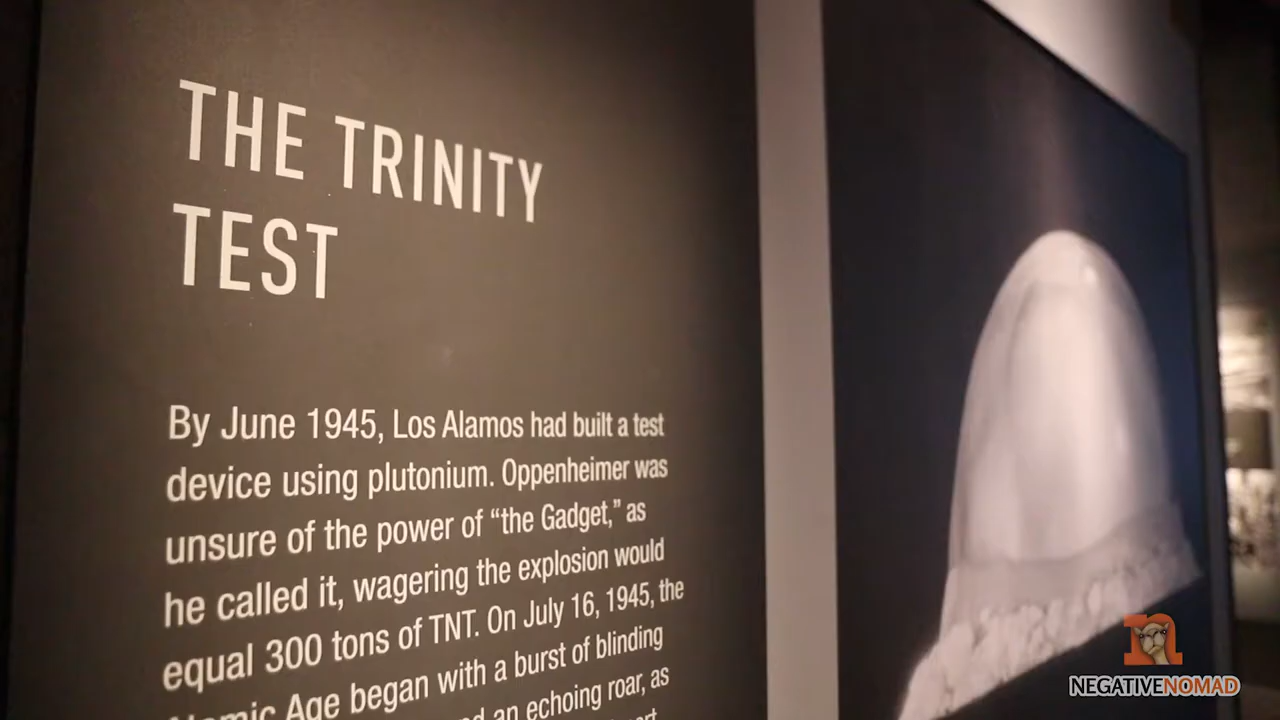 THE TRINITY
TEST
By June 1945, Los Alamos had built a test
device using plutonium. Oppenheimer was
unsure of the power of “the Gadget,” as
he called it, wagering the explosion would
equal 300 tons of TNT. On July 16, 1945, the
Atomic Age began with a burst of blinding
an echoing roar, as
NEGATIVENOMAD